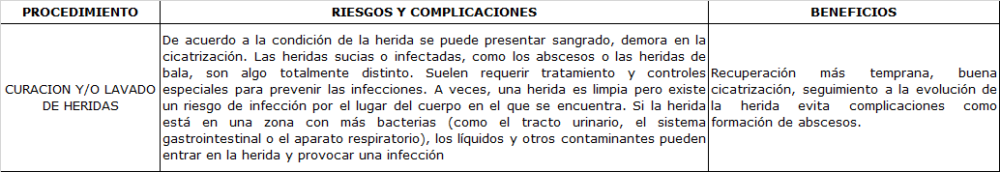 PROCEDIMIENTO
RIESGOS Y COMPLICACIONES
BENEFICIOS
CURACION Y/O LAVADO
DE HERIDAS
De acuerdo a la condición de la herida se puede presentar sangrado, demora en la
cicatrización. Las heridas sucias o infectadas, como los abscesos o las heridas de
bala, son algo totalmente distinto. Suelen requerir tratamiento y controles
especiales para prevenir las infecciones. A veces, una herida es limpia pero existe
un riesgo de infección por el lugar del cuerpo en el que se encuentra. Si la herida
está en una zona con más bacterias (como el tracto urinario, el sistema
gastrointestinal o el aparato respiratorio), los líquidos y otros contaminantes pueden
entrar en la herida y provocar una infección
Recuperación más temprana, buena
cicatrización, seguimiento a la evolución de
la herida evita complicaciones como
formación de abscesos.